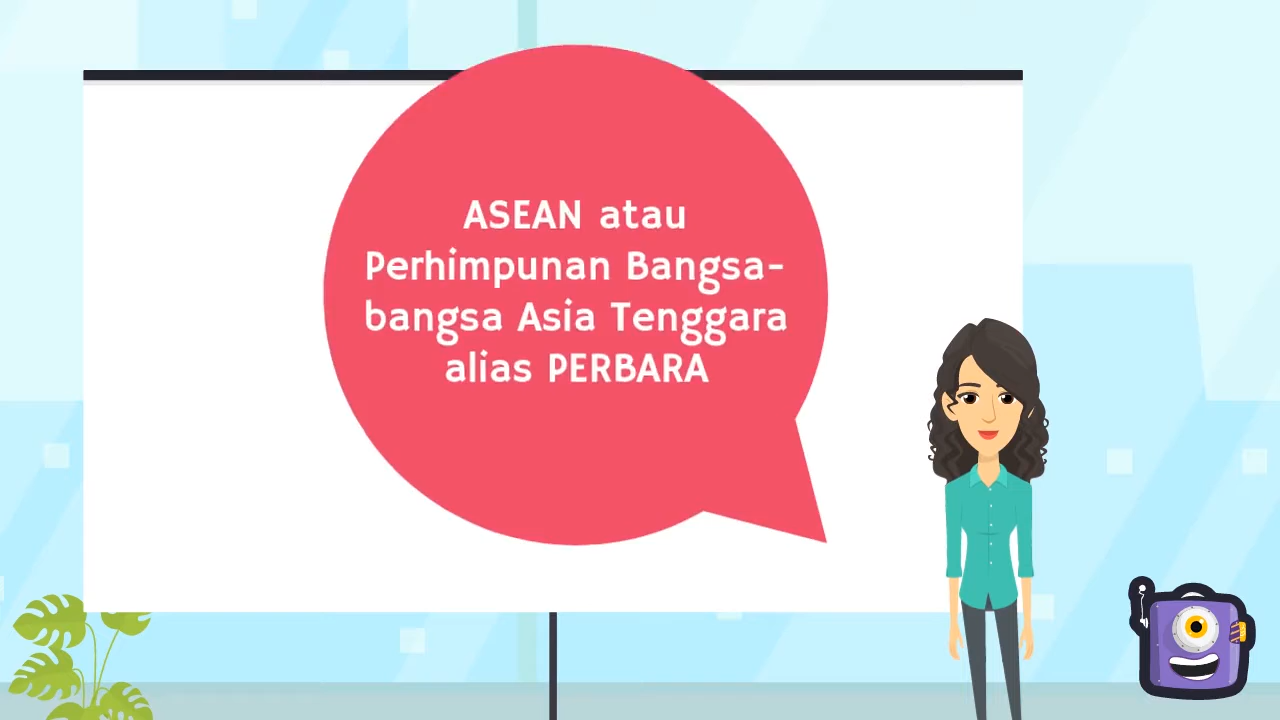 ASEAN atau
Perhimpunan Bangsa-
bangsa Asia Tenggara
alias PERBARA